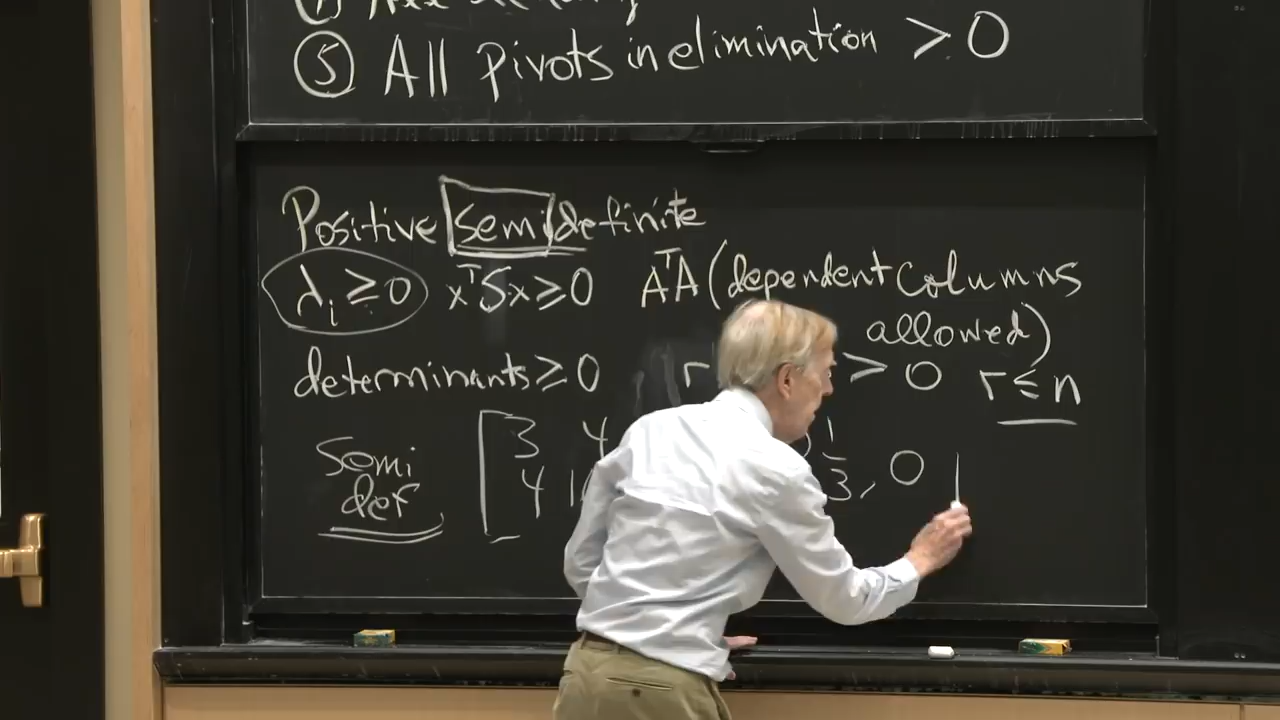 ⑤ All pivots in elimination > 0
Positive semidefinite
λᵢ ≥ 0 xᵀSx ≥ 0 AᵀA (dependent columns
allowed)
determinants ≥ 0 r > 0 r ≤ n
Semi [ 3 4
def 4 3, 0